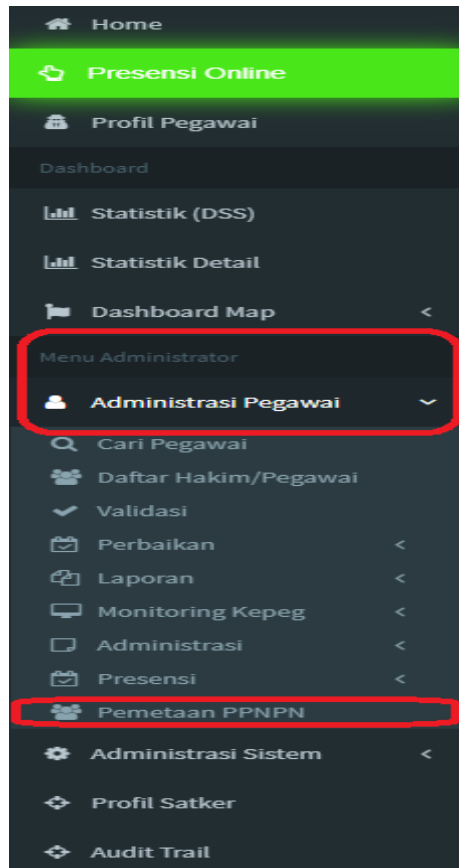 Home
Presensi Online
Profil Pegawai
Dashboard
Statistik (DSS)
Statistik Detail
Dashboard Map
Menu Administrator
Administrasi Pegawai
Cari Pegawai
Daftar Hakim/Pegawai
Validasi
Perbaikan
Laporan
Monitoring Kepeg
Administrasi
Presensi
Pemetaan PPNPN
Administrasi Sistem
Profil Satker
Audit Trail